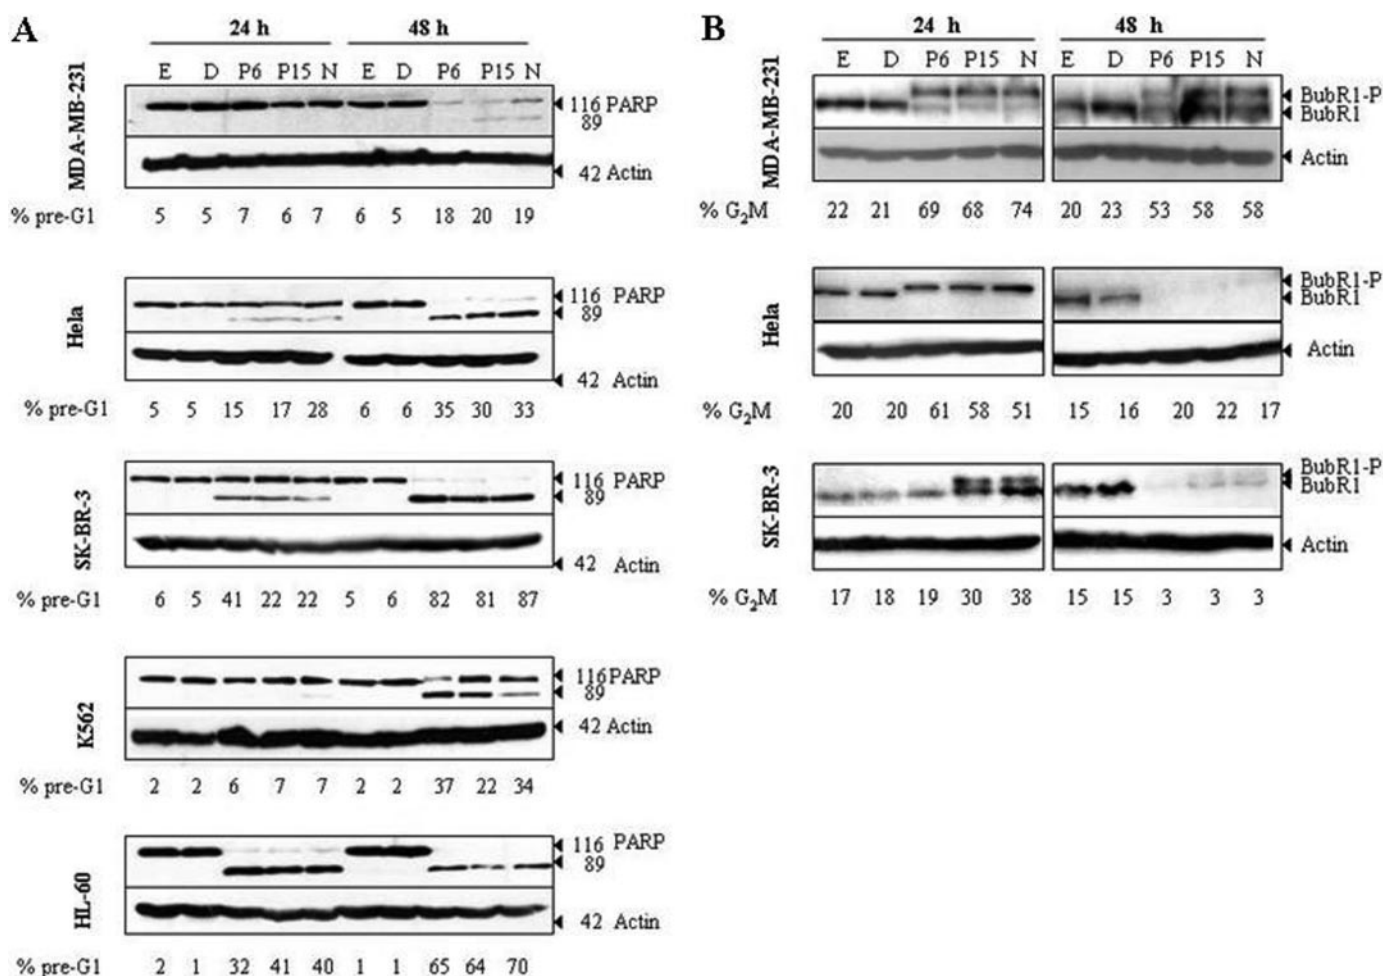 A
24 h 48 h
E D P6 P15 N E D P6 P15 N
MDA-MB-231
116 PARP
89
42 Actin
% pre-G1 5 5 7 6 7 6 5 18 20 19
Hela
116 PARP
89
42 Actin
% pre-G1 5 5 15 17 28 6 6 35 30 33
SK-BR-3
116 PARP
89
42 Actin
% pre-G1 6 5 41 22 22 5 6 82 81 87
K562
116 PARP
89
42 Actin
% pre-G1 2 2 6 7 7 2 2 37 22 34
HL-60
116 PARP
89
42 Actin
% pre-G1 2 1 32 41 40 1 1 65 64 70
B
24 h 48 h
E D P6 P15 N E D P6 P15 N
MDA-MB-231
BubR1-P
BubR1
Actin
% G₂M 22 21 69 68 74 20 23 53 58 58
Hela
BubR1-P
BubR1
Actin
% G₂M 20 20 61 58 51 15 16 20 22 17
SK-BR-3
BubR1-P
BubR1
Actin
% G₂M 17 18 19 30 38 15 15 3 3 3